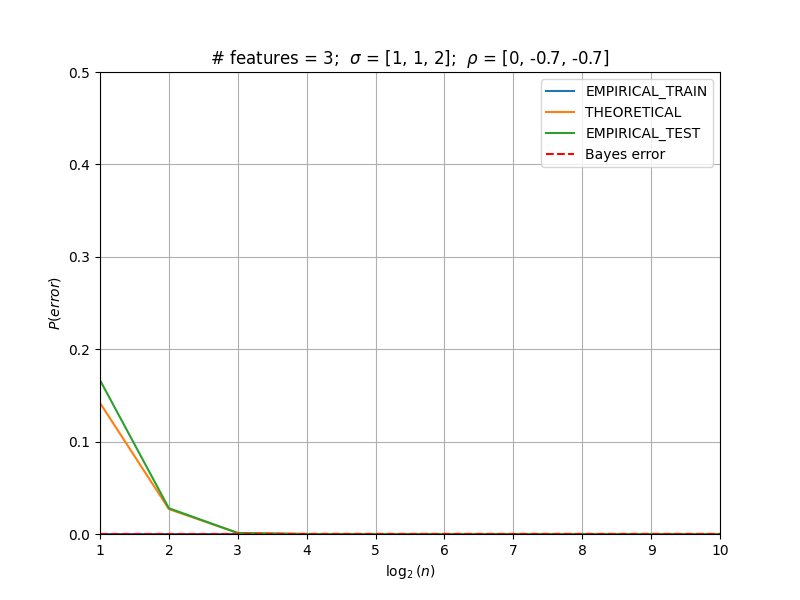 # features = 3; σ = [1, 1, 2]; ρ = [0, -0.7, -0.7]
EMPIRICAL_TRAIN
THEORETICAL
EMPIRICAL_TEST
Bayes error
0.5
0.4
0.3
0.2
0.1
0.0
P(error)
1 2 3 4 5 6 7 8 9 10
log₂(n)